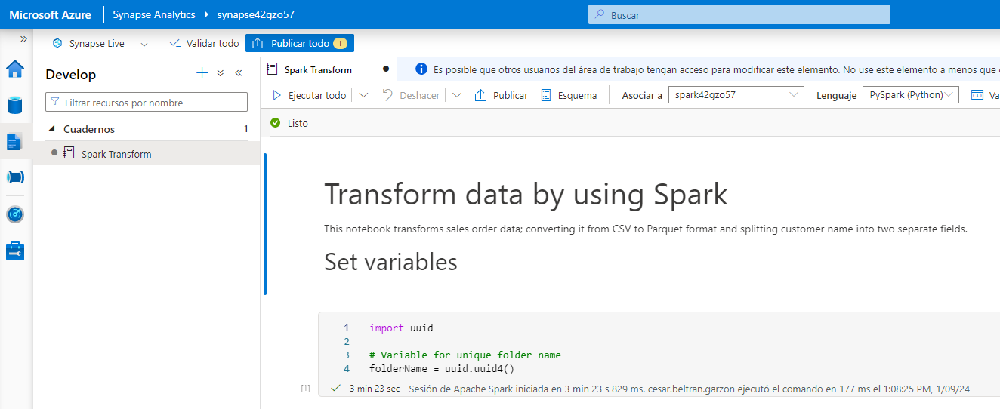 Microsoft Azure Synapse Analytics synapse42gzo57 Buscar
Synapse Live Validar todo Publicar todo 1
Develop
Filtrar recursos por nombre
Cuadernos 1
Spark Transform
Spark Transform Es posible que otros usuarios del área de trabajo tengan acceso para modificar este elemento. No use este elemento a menos que
Ejecutar todo Deshacer Publicar Esquema Asociar a spark42gzo57 Lenguaje PySpark (Python) Va
Listo
Transform data by using Spark
This notebook transforms sales order data; converting it from CSV to Parquet format and splitting customer name into two separate fields.
Set variables
1 import uuid
2
3 # Variable for unique folder name
4 folderName = uuid.uuid4()
[1] 3 min 23 sec - Sesión de Apache Spark iniciada en 3 min 23 s 829 ms. cesar.beltran.garzon ejecutó el comando en 177 ms el 1:08:25 PM, 1/09/24